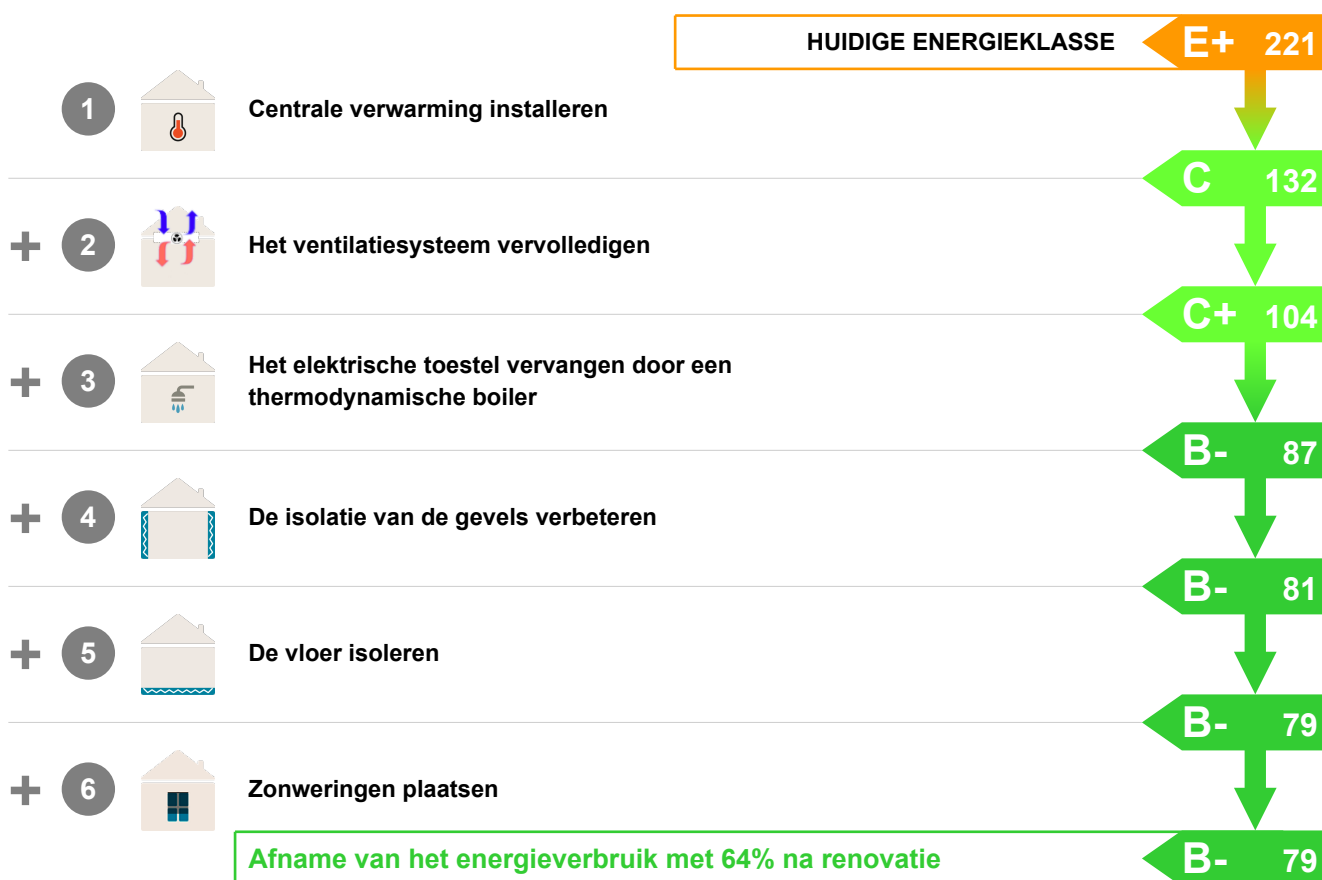 HUIDIGE ENERGIEKLASSE E+ 221
1 Centrale verwarming installeren
C 132
+ 2 Het ventilatiesysteem vervolledigen
C+ 104
+ 3 Het elektrische toestel vervangen door een
thermodynamische boiler
B- 87
+ 4 De isolatie van de gevels verbeteren
B- 81
+ 5 De vloer isoleren
B- 79
+ 6 Zonweringen plaatsen
Afname van het energieverbruik met 64% na renovatie B- 79